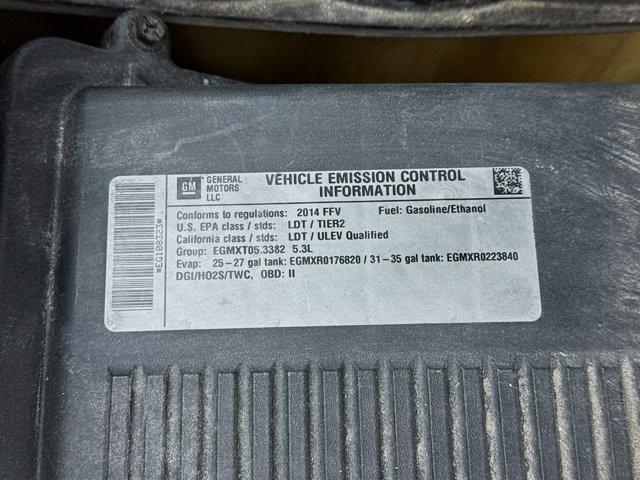 GM
GENERAL
MOTORS
LLC
VEHICLE EMISSION CONTROL
INFORMATION
Conforms to regulations: 2014 FFV Fuel: Gasoline/Ethanol
U.S. EPA class / stds: LDT / TIER2
California class / stds: LDT / ULEV Qualified
Group: EGMXT05.3382 5.3L
Evap: 25-27 gal tank: EGMXR0176820 / 31-35 gal tank: EGMXR0223840
DGI/HO2S/TWC, OBD: II
*EG108323*